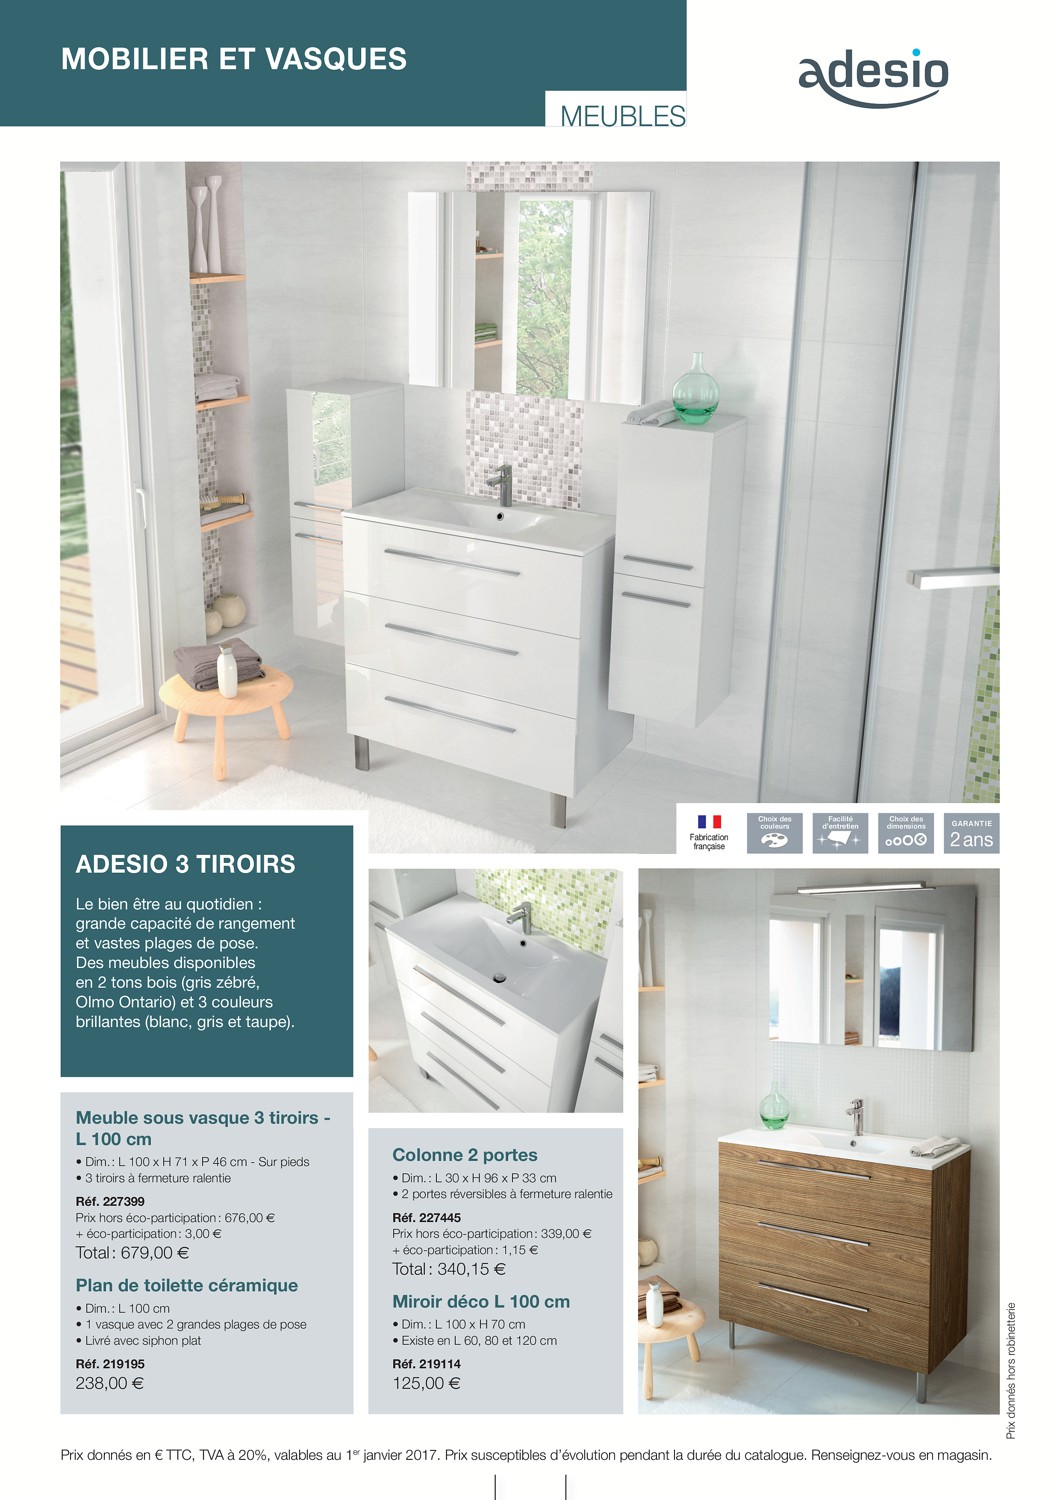 MOBILIER ET VASQUES
MEUBLES
adesio
Fabrication
française
Choix des
couleurs
Facilité
d'entretien
Choix des
dimensions
GARANTIE
2 ans
ADESIO 3 TIROIRS
Le bien être au quotidien :
grande capacité de rangement
et vastes plages de pose.
Des meubles disponibles
en 2 tons bois (gris zébré,
Olmo Ontario) et 3 couleurs
brillantes (blanc, gris et taupe).
Meuble sous vasque 3 tiroirs -
L 100 cm
• Dim. : L 100 x H 71 x P 46 cm - Sur pieds
• 3 tiroirs à fermeture ralentie
Réf. 227399
Prix hors éco-participation : 676,00 €
+ éco-participation : 3,00 €
Total : 679,00 €
Plan de toilette céramique
• Dim. : L 100 cm
• 1 vasque avec 2 grandes plages de pose
• Livré avec siphon plat
Réf. 219195
238,00 €
Colonne 2 portes
• Dim. : L 30 x H 96 x P 33 cm
• 2 portes réversibles à fermeture ralentie
Réf. 227445
Prix hors éco-participation : 339,00 €
+ éco-participation : 1,15 €
Total : 340,15 €
Miroir déco L 100 cm
• Dim. : L 100 x H 70 cm
• Existe en L 60, 80 et 120 cm
Réf. 219114
125,00 €
Prix donnés hors robinetterie
Prix donnés en € TTC, TVA à 20%, valables au 1er janvier 2017. Prix susceptibles d'évolution pendant la durée du catalogue. Renseignez-vous en magasin.